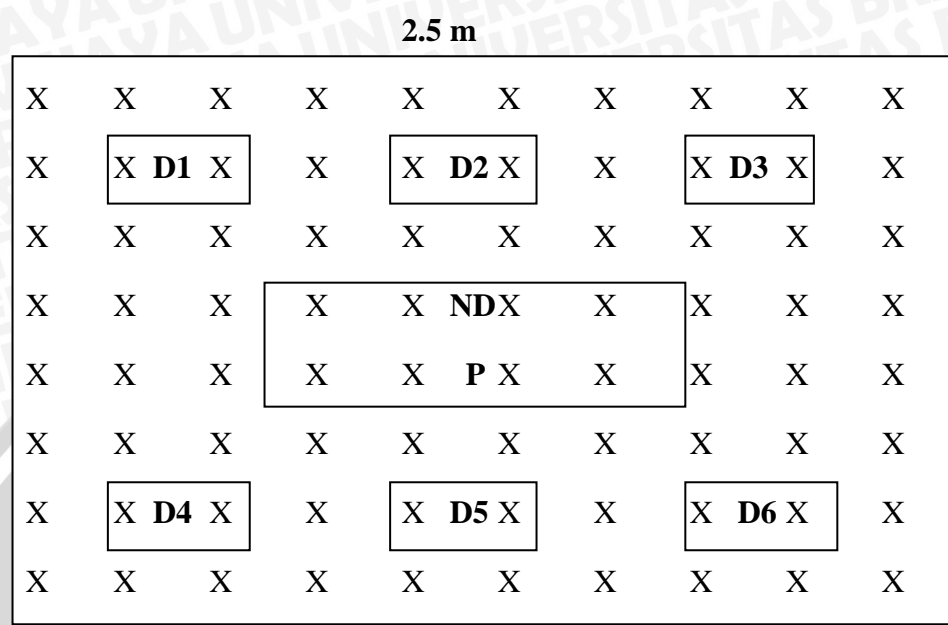 2.5 m
X X X X X X X X X X
X X D1 X X X D2 X X X D3 X X
X X X X X X X X X X
X X X X X ND X X X X X
X X X X X P X X X X X
X X X X X X X X X X
X X D4 X X X D5 X X X D6 X X
X X X X X X X X X X